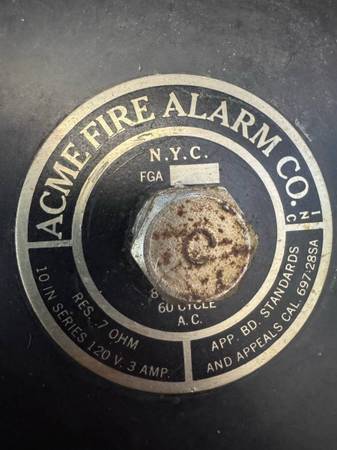 ACME FIRE ALARM CO. INC
N.Y.C.
FGA
60 CYCLE
A.C.
RES. .7 OHM
10 IN SERIES 120 V. 3 AMP.
APP. BD. STANDARDS
AND APPEALS CAL. 697-28SA